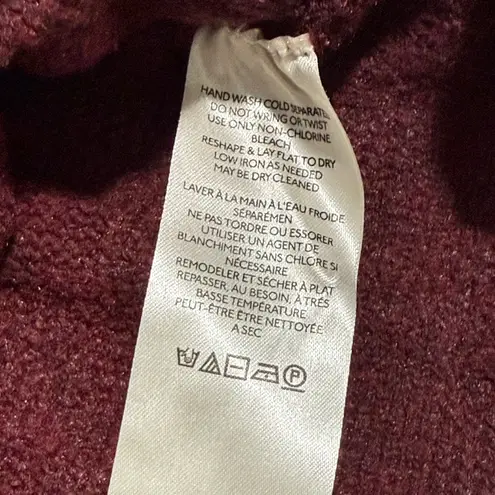 HAND WASH COLD SEPARATE
DO NOT WRING OR TWIST
USE ONLY NON-CHLORINE
BLEACH
RESHAPE & LAY FLAT TO DRY
LOW IRON AS NEEDED
MAY BE DRY CLEANED
LAVER À LA MAIN À L'EAU FROIDE
SÉPARÉMEN
NE PAS TORDRE OU ESSORER
UTILISER UN AGENT DE
BLANCHIMENT SANS CHLORE SI
NÉCESSAIRE
REMODELER ET SÉCHER À PLAT
REPASSER, AU BESOIN, À TRÉS
BASSE TEMPÉRATURE
PEUT-ÊTRE ÊTRE NETTOYÉE
A SEC
P